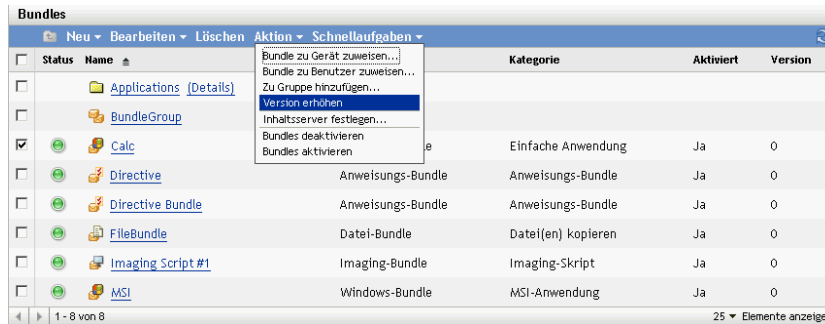 Bundles
Neu Bearbeiten Löschen Aktion Schnellaufgaben
Status Name Kategorie Aktiviert Version
Bundle zu Gerät zuweisen...
Bundle zu Benutzer zuweisen...
Zu Gruppe hinzufügen...
Version erhöhen
Inhaltsserver festlegen...
Bundles deaktivieren
Bundles aktivieren
Applications (Details)
BundleGroup
Calc Einfache Anwendung Ja 0
Directive Anweisungs-Bundle Anweisungs-Bundle Ja 0
Directive Bundle Anweisungs-Bundle Anweisungs-Bundle Ja 0
FileBundle Datei-Bundle Datei(en) kopieren Ja 0
Imaging Script #1 Imaging-Bundle Imaging-Skript Ja 0
MSI Windows-Bundle MSI-Anwendung Ja 0
1 - 8 von 8 25 Elemente anzeige